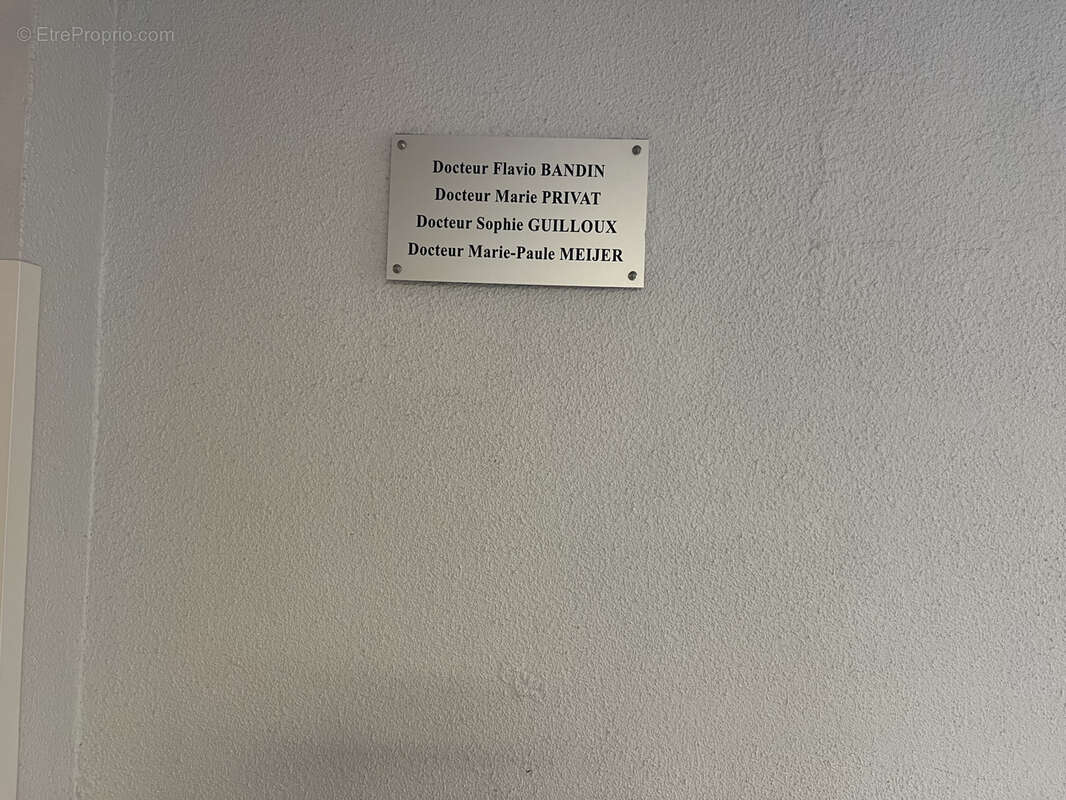 © EtreProprio.com
Docteur Flavio BANDIN
Docteur Marie PRIVAT
Docteur Sophie GUILLOUX
Docteur Marie-Paule MEIJER